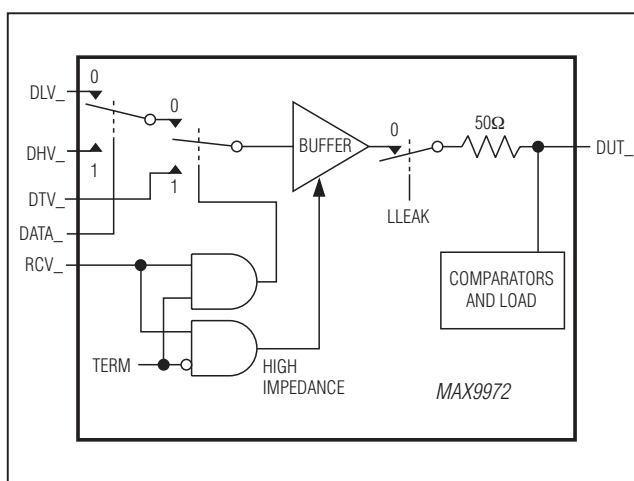 DLV_
0
0
DHV_
1
DTV_
1
DATA_
RCV_
TERM
HIGH
IMPEDANCE
BUFFER
0
LLEAK
50Ω
DUT_
COMPARATORS
AND LOAD
MAX9972